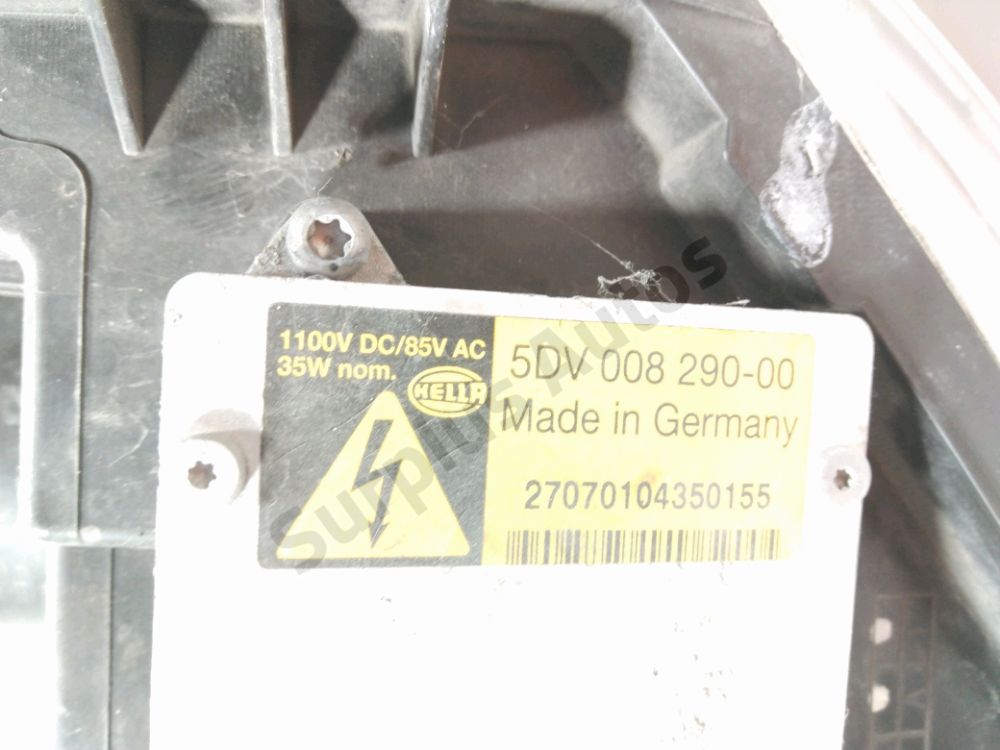 1100V DC/85V AC
35W nom.
HELLA
5DV 008 290-00
Made in Germany
27070104350155
Surplus Autos